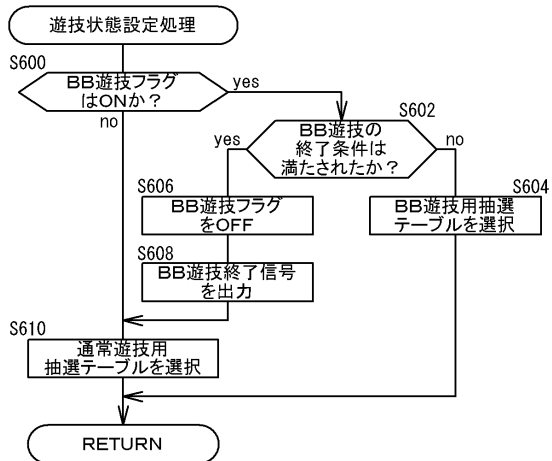 遊技状態設定処理
S600
BB遊技フラグ
はONか？
yes
no
S602
BB遊技の
終了条件は
満たされたか？
yes
no
S604
BB遊技用抽選
テーブルを選択
S606
BB遊技フラグ
をOFF
S608
BB遊技終了信号
を出力
S610
通常遊技用
抽選テーブルを選択
RETURN